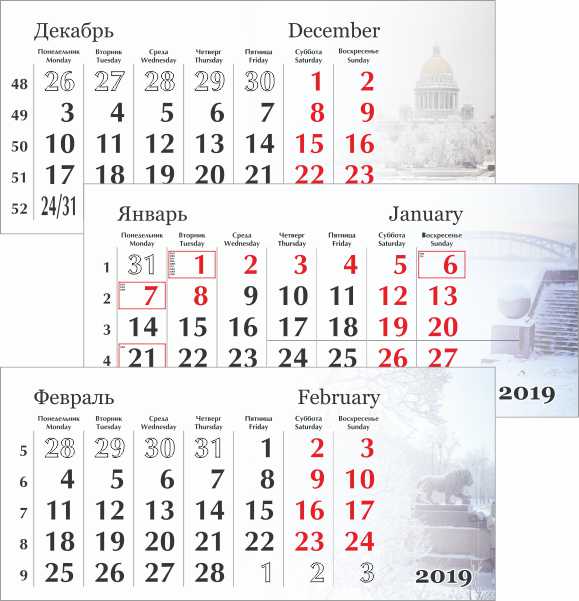 Декабрь December
Понедельник Вторник Среда Четверг Пятница Суббота Воскресенье
Monday Tuesday Wednesday Thursday Friday Saturday Sunday
48 26 27 28 29 30 1 2
49 3 4 5 6 7 8 9
50 10 11 12 13 14 15 16
51 17 18 19 20 21 22 23
52 24/31
Январь January
Понедельник Вторник Среда Четверг Пятница Суббота Воскресенье
Monday Tuesday Wednesday Thursday Friday Saturday Sunday
1 31 1 2 3 4 5 6
2 7 8 9 10 11 12 13
3 14 15 16 17 18 19 20
4 21 22 23 24 25 26 27
2019
Февраль February
Понедельник Вторник Среда Четверг Пятница Суббота Воскресенье
Monday Tuesday Wednesday Thursday Friday Saturday Sunday
5 28 29 30 31 1 2 3
6 4 5 6 7 8 9 10
7 11 12 13 14 15 16 17
8 18 19 20 21 22 23 24
9 25 26 27 28 1 2 3
2019